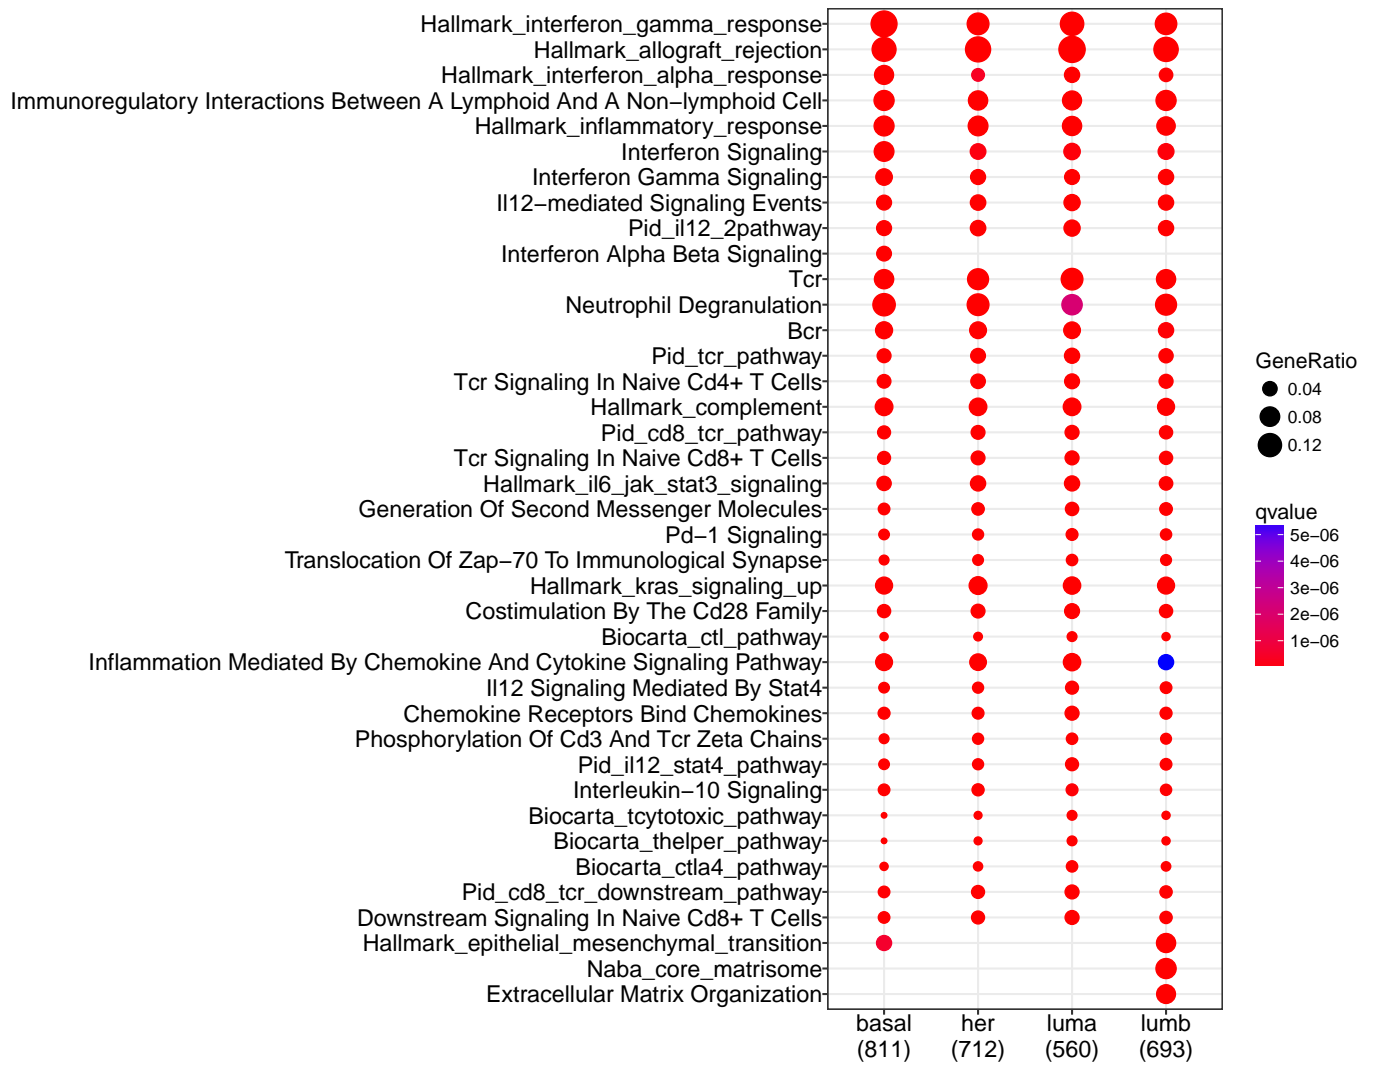 Hallmark_interferon_gamma_response
Hallmark_allograft_rejection
Hallmark_interferon_alpha_response
Immunoregulatory Interactions Between A Lymphoid And A Non−lymphoid Cell
Hallmark_inflammatory_response
Interferon Signaling
Interferon Gamma Signaling
Il12−mediated Signaling Events
Pid_il12_2pathway
Interferon Alpha Beta Signaling
Tcr
Neutrophil Degranulation
Bcr
Pid_tcr_pathway
Tcr Signaling In Naive Cd4+ T Cells
Hallmark_complement
Pid_cd8_tcr_pathway
Tcr Signaling In Naive Cd8+ T Cells
Hallmark_il6_jak_stat3_signaling
Generation Of Second Messenger Molecules
Pd−1 Signaling
Translocation Of Zap−70 To Immunological Synapse
Hallmark_kras_signaling_up
Costimulation By The Cd28 Family
Biocarta_ctl_pathway
Inflammation Mediated By Chemokine And Cytokine Signaling Pathway
Il12 Signaling Mediated By Stat4
Chemokine Receptors Bind Chemokines
Phosphorylation Of Cd3 And Tcr Zeta Chains
Pid_il12_stat4_pathway
Interleukin−10 Signaling
Biocarta_tcytotoxic_pathway
Biocarta_thelper_pathway
Biocarta_ctla4_pathway
Pid_cd8_tcr_downstream_pathway
Downstream Signaling In Naive Cd8+ T Cells
Hallmark_epithelial_mesenchymal_transition
Naba_core_matrisome
Extracellular Matrix Organization
basal her luma lumb
(811) (712) (560) (693)
GeneRatio
0.04
0.08
0.12
qvalue
5e−06
4e−06
3e−06
2e−06
1e−06